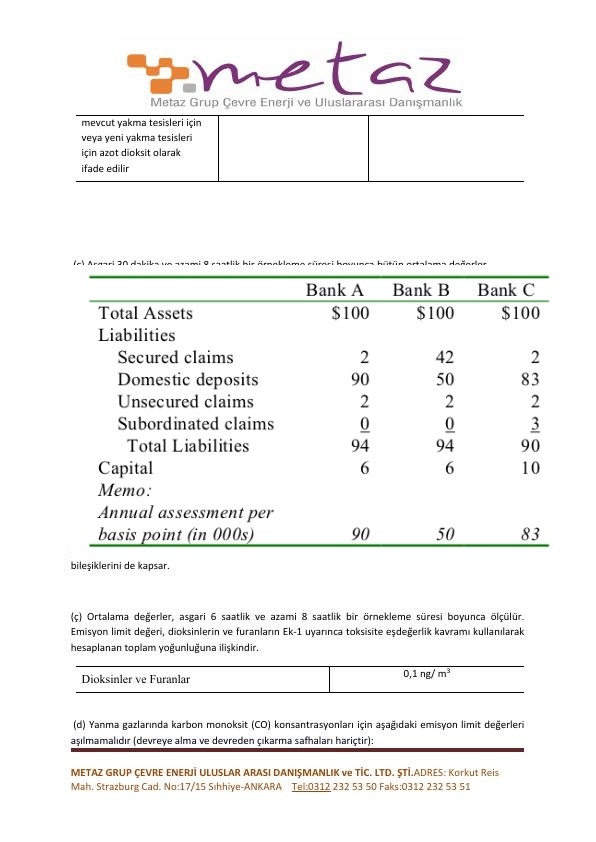 metaz
Metaz Grup Çevre Enerji ve Uluslararası Danışmanlık
mevcut yakma tesisleri için
veya yeni yakma tesisleri
için azot dioksit olarak
ifade edilir
(c) Asgari 30 dakika ve azami 8 saatlik bir örnekleme süresi boyunca bütün ortalama değerler
Bank A Bank B Bank C
Total Assets $100 $100 $100
Liabilities
Secured claims 2 42 2
Domestic deposits 90 50 83
Unsecured claims 2 2 2
Subordinated claims 0 0 3
Total Liabilities 94 94 90
Capital 6 6 10
Memo:
Annual assessment per
basis point (in 000s) 90 50 83
bileşiklerini de kapsar.
(ç) Ortalama değerler, asgari 6 saatlik ve azami 8 saatlik bir örnekleme süresi boyunca ölçülür.
Emisyon limit değeri, dioksinlerin ve furanların Ek-1 uyarınca toksisite eşdeğerlik kavramı kullanılarak
hesaplanan toplam yoğunluğuna ilişkindir.
Dioksinler ve Furanlar 0,1 ng/ m³
(d) Yanma gazlarında karbon monoksit (CO) konsantrasyonları için aşağıdaki emisyon limit değerleri
aşılmamalıdır (devreye alma ve devreden çıkarma safhaları hariçtir):
METAZ GRUP ÇEVRE ENERJİ ULUSLAR ARASI DANIŞMANLIK ve TİC. LTD. ŞTİ.ADRES: Korkut Reis
Mah. Strazburg Cad. No:17/15 Sıhhiye-ANKARA Tel:0312 232 53 50 Faks:0312 232 53 51